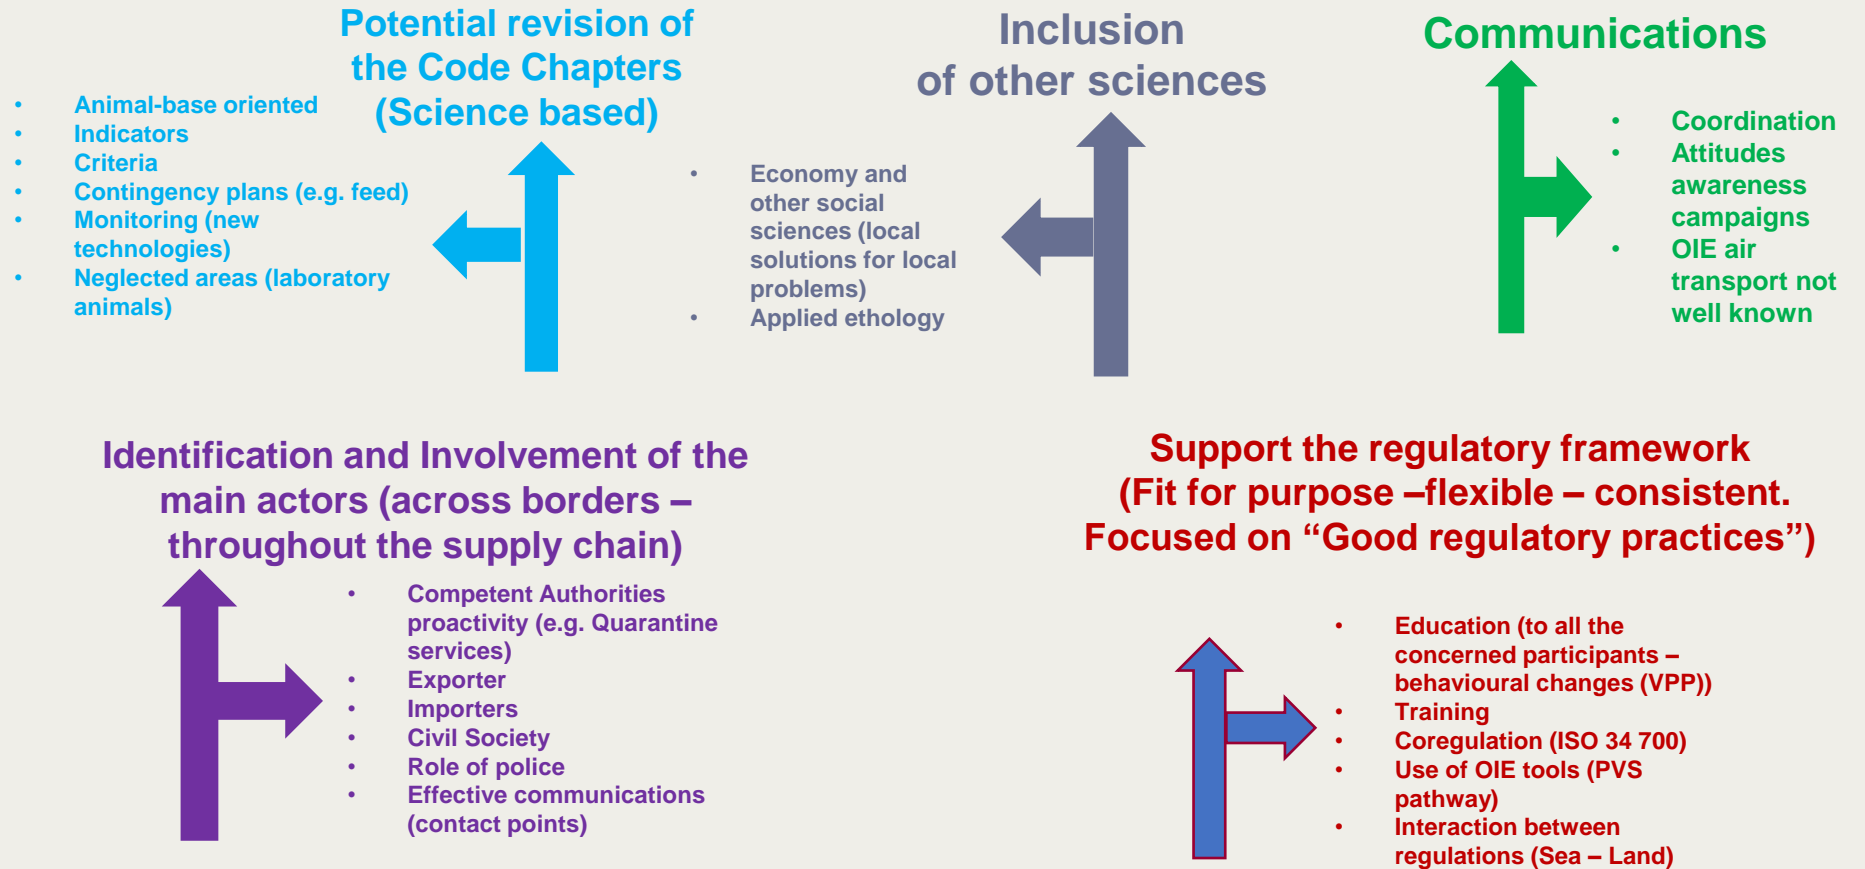 Potential revision of
the Code Chapters
(Science based)
• Animal-base oriented
• Indicators
• Criteria
• Contingency plans (e.g. feed)
• Monitoring (new
technologies)
• Neglected areas (laboratory
animals)
Inclusion
of other sciences
• Economy and
other social
sciences (local
solutions for local
problems)
• Applied ethology
Communications
• Coordination
• Attitudes
awareness
campaigns
• OIE air
transport not
well known
Identification and Involvement of the
main actors (across borders –
throughout the supply chain)
• Competent Authorities
proactivity (e.g. Quarantine
services)
• Exporter
• Importers
• Civil Society
• Role of police
• Effective communications
(contact points)
Support the regulatory framework
(Fit for purpose –flexible – consistent.
Focused on “Good regulatory practices”)
• Education (to all the
concerned participants –
behavioural changes (VPP))
• Training
• Coregulation (ISO 34 700)
• Use of OIE tools (PVS
pathway)
• Interaction between
regulations (Sea – Land)